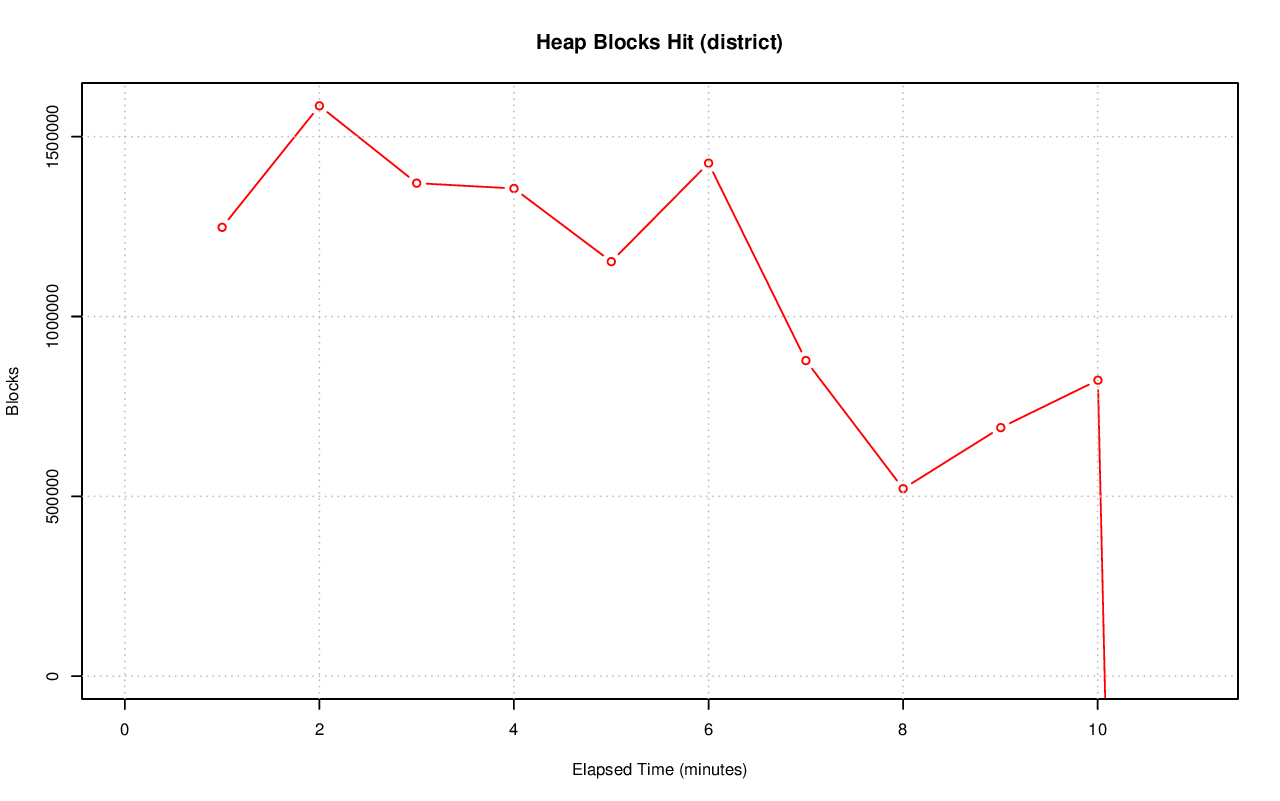 Heap Blocks Hit (district)
1500000
1000000
500000
0
Blocks
0 2 4 6 8 10
Elapsed Time (minutes)